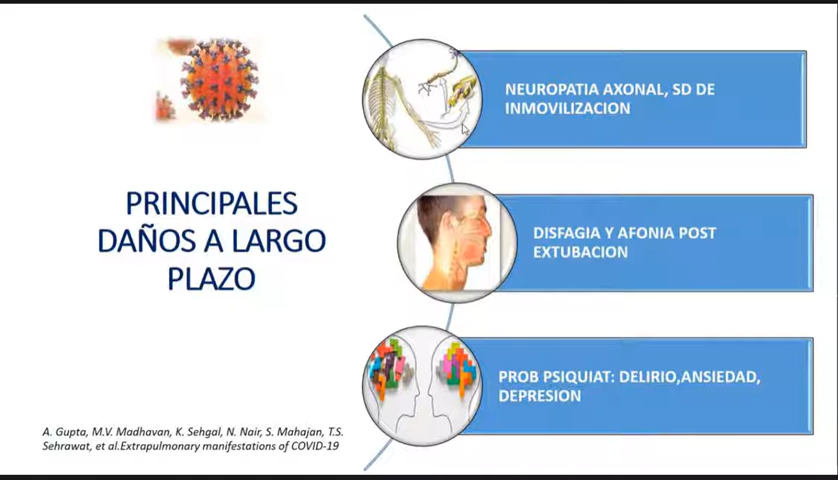 PRINCIPALES
DAÑOS A LARGO
PLAZO
NEUROPATIA AXONAL, SD DE
INMOVILIZACION
DISFAGIA Y AFONIA POST
EXTUBACION
PROB PSIQUIAT: DELIRIO,ANSIEDAD,
DEPRESION
A. Gupta, M.V. Madhavan, K. Sehgal, N. Nair, S. Mahajan, T.S.
Sehrawat, et al.Extrapulmonary manifestations of COVID-19